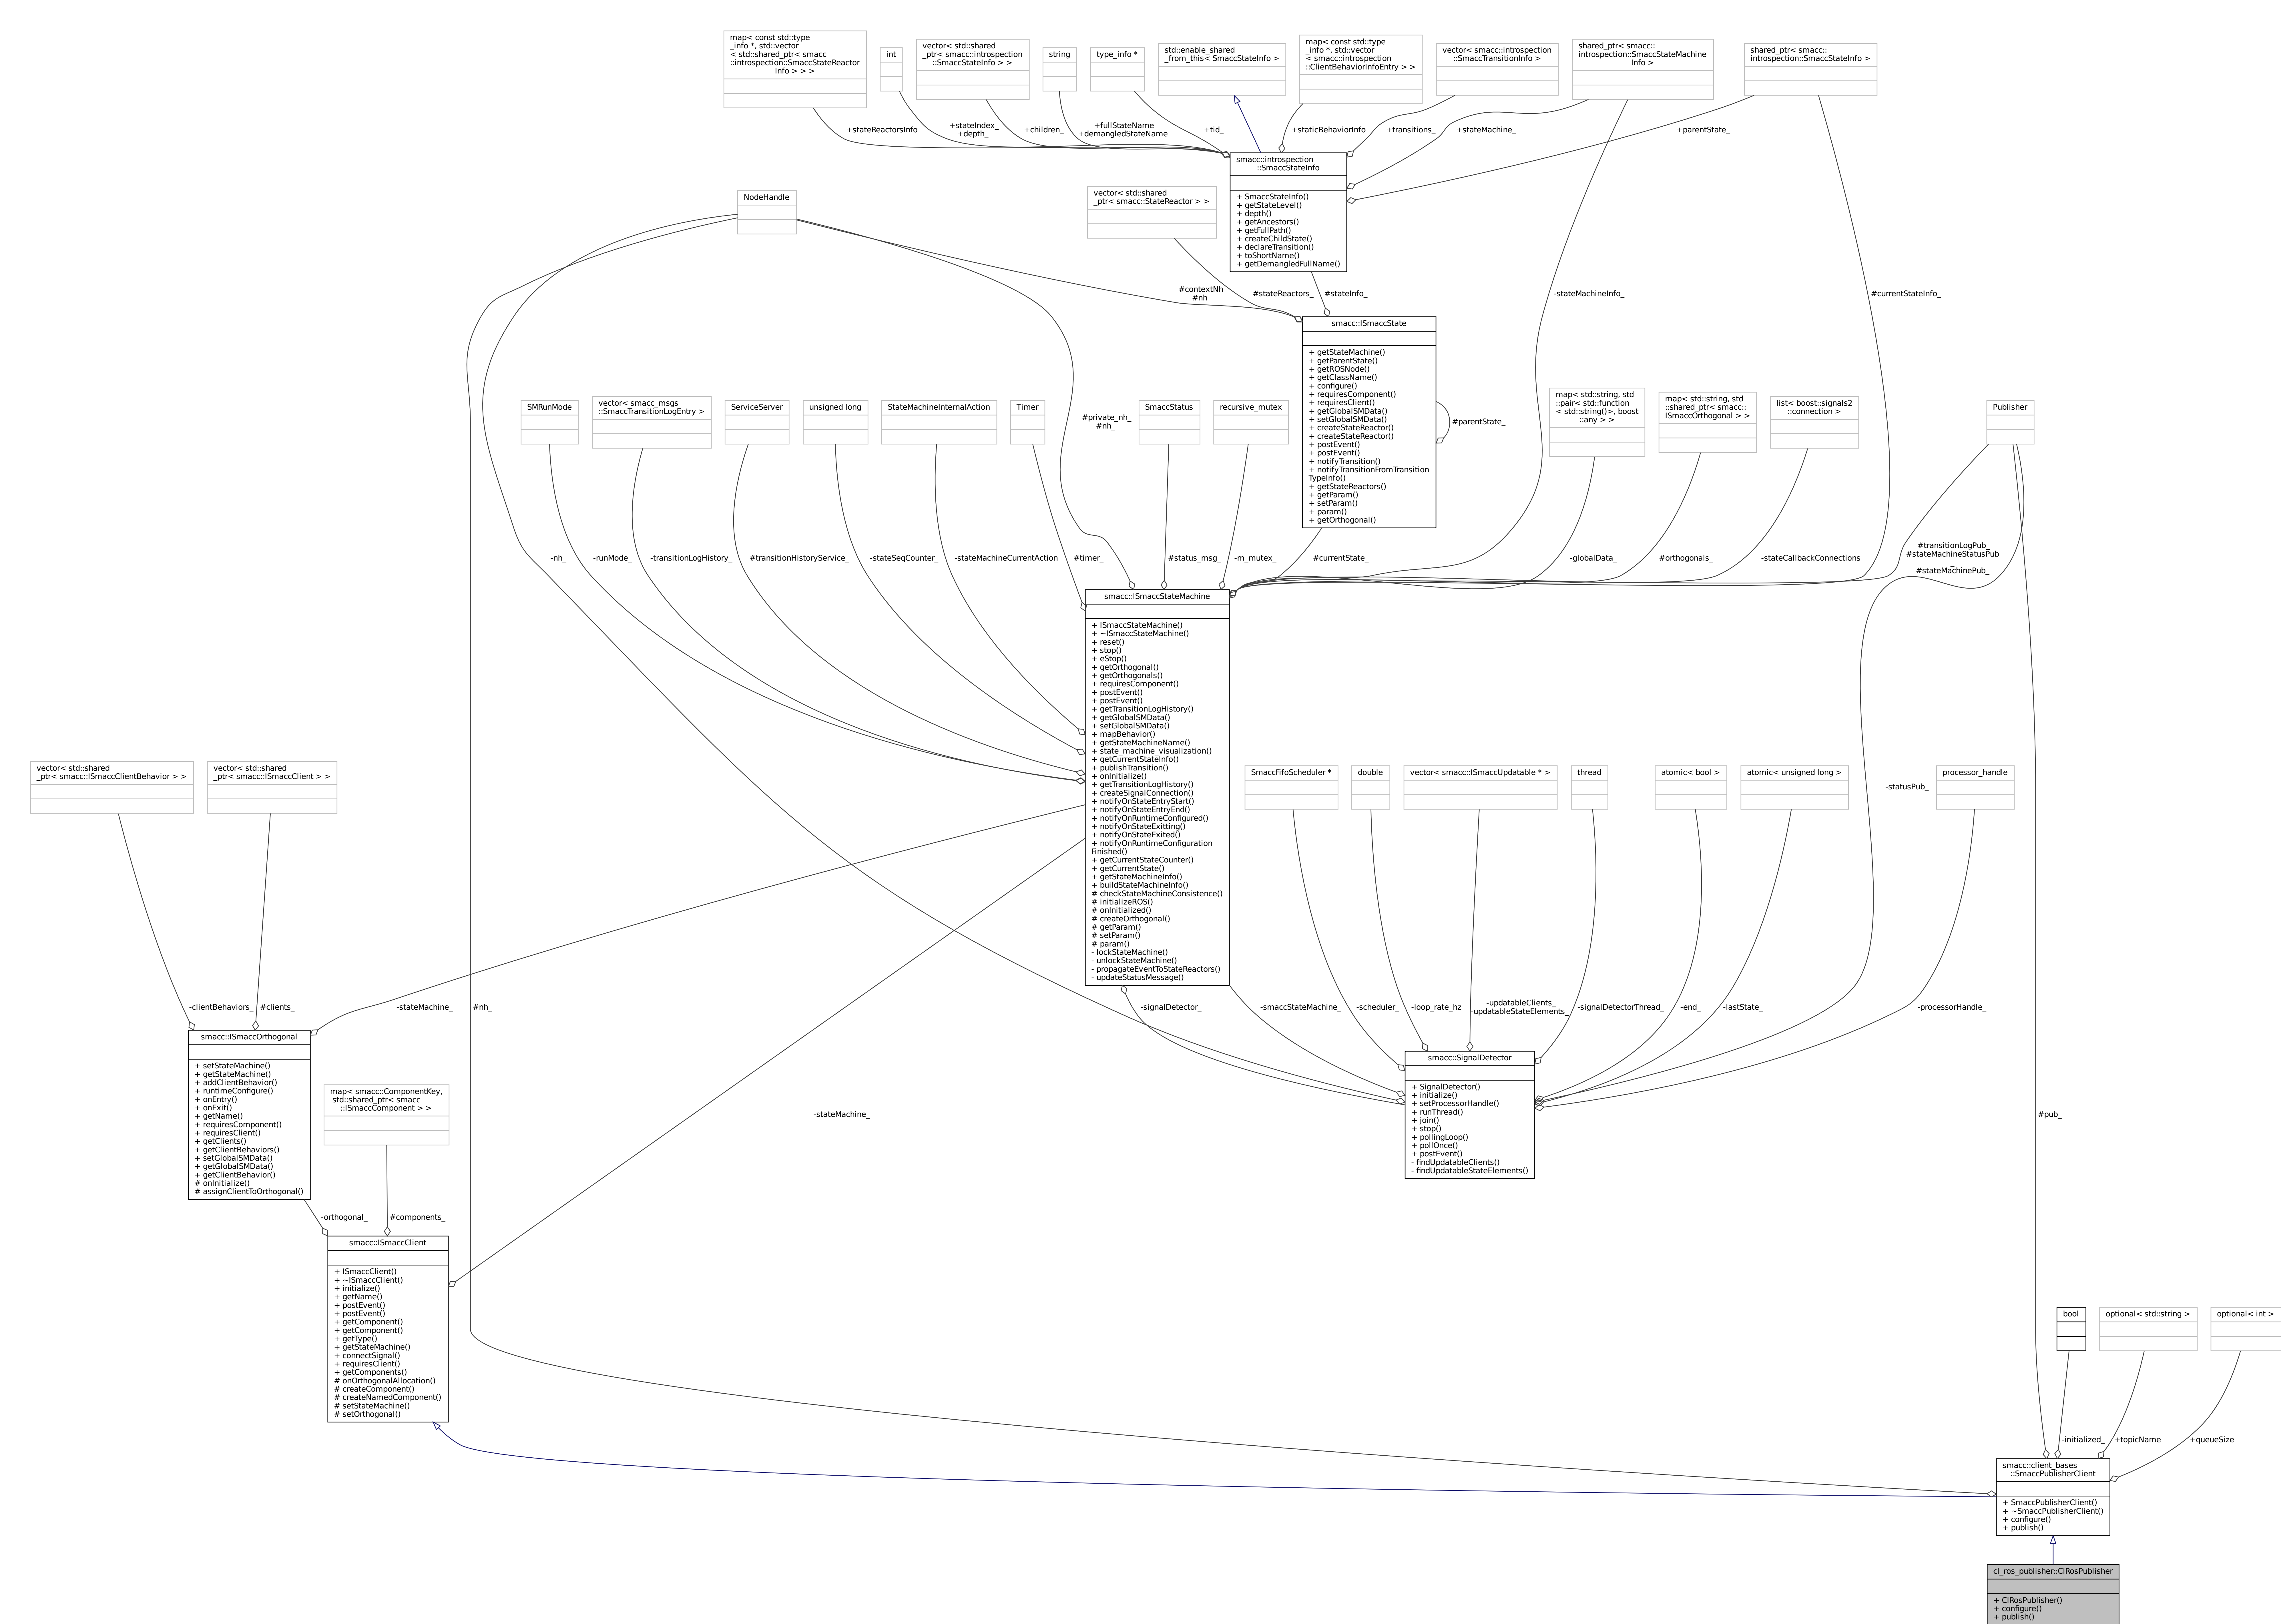 map< const std::type
_info *, std::vector
< std::shared_ptr< smacc
::introspection::SmaccStateReactor
Info > > >
int
vector< std::shared
_ptr< smacc::introspection
::SmaccStateInfo > >
string
type_info *
std::enable_shared
_from_this< SmaccStateInfo >
map< const std::type
_info *, std::vector
< smacc::introspection
::ClientBehaviorInfoEntry > >
vector< smacc::introspection
::SmaccTransitionInfo >
shared_ptr< smacc::
introspection::SmaccStateMachine
Info >
shared_ptr< smacc::
introspection::SmaccStateInfo >
+stateReactorsInfo
+stateIndex_
+depth_
+children_
+fullStateName
+demangledStateName
+tid_
+staticBehaviorInfo
+transitions_
+stateMachine_
+parentState_
smacc::introspection
::SmaccStateInfo
+ SmaccStateInfo()
+ getStateLevel()
+ depth()
+ getAncestors()
+ getFullPath()
+ createChildState()
+ declareTransition()
+ toShortName()
+ getDemangledFullName()
NodeHandle
vector< std::shared
_ptr< smacc::StateReactor > >
#contextNh
#nh
#stateReactors_
#stateInfo_
-stateMachineInfo_
#currentStateInfo_
smacc::ISmaccState
+ getStateMachine()
+ getParentState()
+ getROSNode()
+ getClassName()
+ configure()
+ requiresComponent()
+ requiresClient()
+ getGlobalSMData()
+ setGlobalSMData()
+ createStateReactor()
+ createStateReactor()
+ postEvent()
+ postEvent()
+ notifyTransition()
+ notifyTransitionFromTransition
TypeInfo()
+ getStateReactors()
+ getParam()
+ setParam()
+ param()
+ getOrthogonal()
#parentState_
SMRunMode
vector< smacc_msgs
::SmaccTransitionLogEntry >
ServiceServer
unsigned long
StateMachineInternalAction
Timer
#private_nh_
#nh_
SmaccStatus
recursive_mutex
map< std::string, std
::pair< std::function
< std::string()>, boost
::any > >
map< std::string, std
::shared_ptr< smacc::
ISmaccOrthogonal > >
list< boost::signals2
::connection >
Publisher
-nh_
-runMode_
-transitionLogHistory_
#transitionHistoryService_
-stateSeqCounter_
-stateMachineCurrentAction
#timer_
#status_msg_
-m_mutex_
#currentState_
-globalData_
#orthogonals_
-stateCallbackConnections
#transitionLogPub_
#stateMachineStatusPub
_
#stateMachinePub_
smacc::ISmaccStateMachine
+ ISmaccStateMachine()
+ ~ISmaccStateMachine()
+ reset()
+ stop()
+ eStop()
+ getOrthogonal()
+ getOrthogonals()
+ requiresComponent()
+ postEvent()
+ postEvent()
+ getTransitionLogHistory()
+ getGlobalSMData()
+ setGlobalSMData()
+ mapBehavior()
+ getStateMachineName()
+ state_machine_visualization()
+ getCurrentStateInfo()
+ publishTransition()
+ onInitialize()
+ getTransitionLogHistory()
+ createSignalConnection()
+ notifyOnStateEntryStart()
+ notifyOnStateEntryEnd()
+ notifyOnRuntimeConfigured()
+ notifyOnStateExitting()
+ notifyOnStateExited()
+ notifyOnRuntimeConfiguration
Finished()
+ getCurrentStateCounter()
+ getCurrentState()
+ getStateMachineInfo()
+ buildStateMachineInfo()
# checkStateMachineConsistence()
# initializeROS()
# onInitialized()
# createOrthogonal()
# getParam()
# setParam()
# param()
- lockStateMachine()
- unlockStateMachine()
- propagateEventToStateReactors()
- updateStatusMessage()
vector< std::shared
_ptr< smacc::ISmaccClientBehavior > >
vector< std::shared
_ptr< smacc::ISmaccClient > >
SmaccFifoScheduler *
double
vector< smacc::ISmaccUpdatable * >
thread
atomic< bool >
atomic< unsigned long >
processor_handle
-statusPub_
-clientBehaviors_
#clients_
-stateMachine_
#nh_
-signalDetector_
-smaccStateMachine_
-scheduler_
-loop_rate_hz
-updatableClients_
-updatableStateElements_
-signalDetectorThread_
-end_
-lastState_
-processorHandle_
smacc::ISmaccOrthogonal
+ setStateMachine()
+ getStateMachine()
+ addClientBehavior()
+ runtimeConfigure()
+ onEntry()
+ onExit()
+ getName()
+ requiresComponent()
+ requiresClient()
+ getClients()
+ getClientBehaviors()
+ setGlobalSMData()
+ getGlobalSMData()
+ getClientBehavior()
# onInitialize()
# assignClientToOrthogonal()
map< smacc::ComponentKey,
std::shared_ptr< smacc
::ISmaccComponent > >
-stateMachine_
smacc::SignalDetector
+ SignalDetector()
+ initialize()
+ setProcessorHandle()
+ runThread()
+ join()
+ stop()
+ pollingLoop()
+ pollOnce()
+ postEvent()
- findUpdatableClients()
- findUpdatableStateElements()
#pub_
-orthogonal_
#components_
smacc::ISmaccClient
+ ISmaccClient()
+ ~ISmaccClient()
+ initialize()
+ getName()
+ postEvent()
+ postEvent()
+ getComponent()
+ getComponent()
+ getType()
+ getStateMachine()
+ connectSignal()
+ requiresClient()
+ getComponents()
# onOrthogonalAllocation()
# createComponent()
# createNamedComponent()
# setStateMachine()
# setOrthogonal()
bool
optional< std::string >
optional< int >
-initialized_
+topicName
+queueSize
smacc::client_bases
::SmaccPublisherClient
+ SmaccPublisherClient()
+ ~SmaccPublisherClient()
+ configure()
+ publish()
cl_ros_publisher::ClRosPublisher
+ ClRosPublisher()
+ configure()
+ publish()